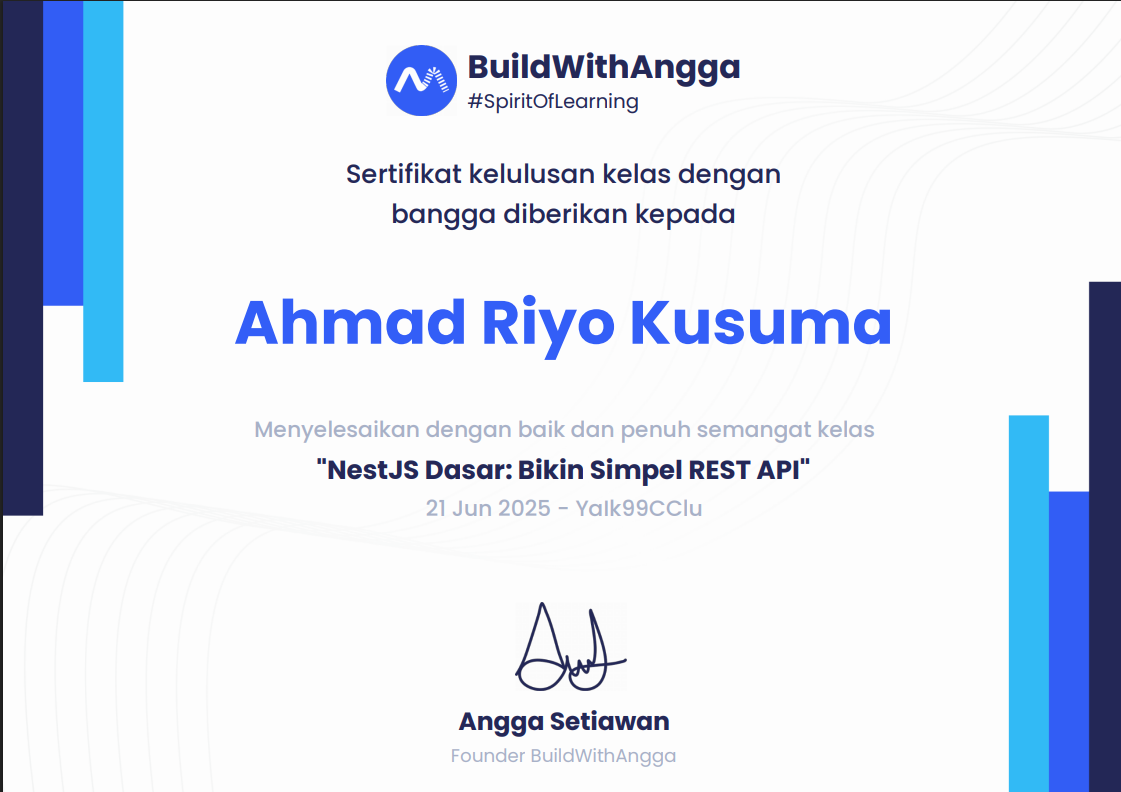 BuildWithAngga
#SpiritOfLearning
Sertifikat kelulusan kelas dengan
bangga diberikan kepada
Ahmad Riyo Kusuma
Menyelesaikan dengan baik dan penuh semangat kelas
"NestJS Dasar: Bikin Simpel REST API"
21 Jun 2025 - YaIk99CClu
Angga Setiawan
Founder BuildWithAngga